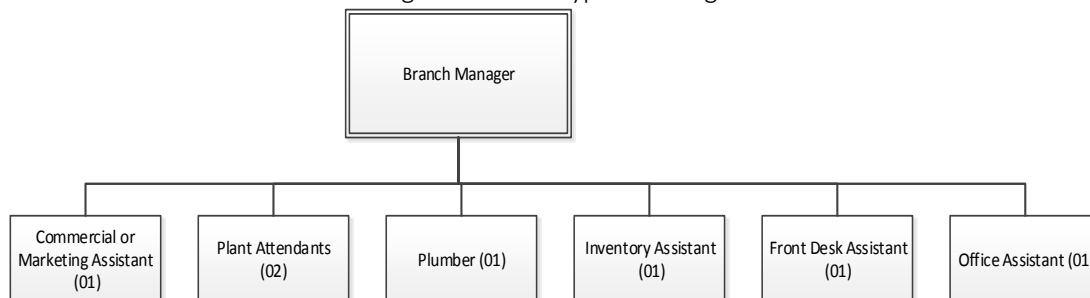 Branch Manager
Commercial or
Marketing Assistant
(01)
Plant Attendants
(02)
Plumber (01)
Inventory Assistant
(01)
Front Desk Assistant
(01)
Office Assistant (01